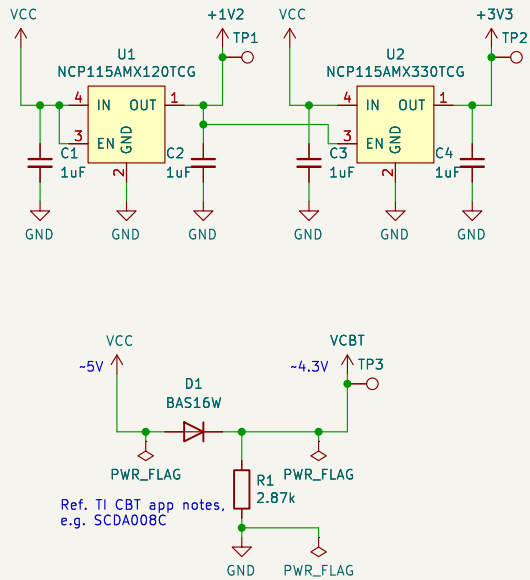 VCC
+1V2
TP1
U1
NCP115AMX120TCG
4
IN
OUT
1
3
EN
GND
2
C1
1uF
C2
1uF
GND
GND
GND
VCC
+3V3
TP2
U2
NCP115AMX330TCG
4
IN
OUT
1
3
EN
GND
2
C3
1uF
C4
1uF
GND
GND
GND
VCC
~5V
D1
BAS16W
VCBT
~4.3V
TP3
PWR_FLAG
PWR_FLAG
R1
2.87k
Ref. TI CBT app notes,
e.g. SCDA008C
GND
PWR_FLAG